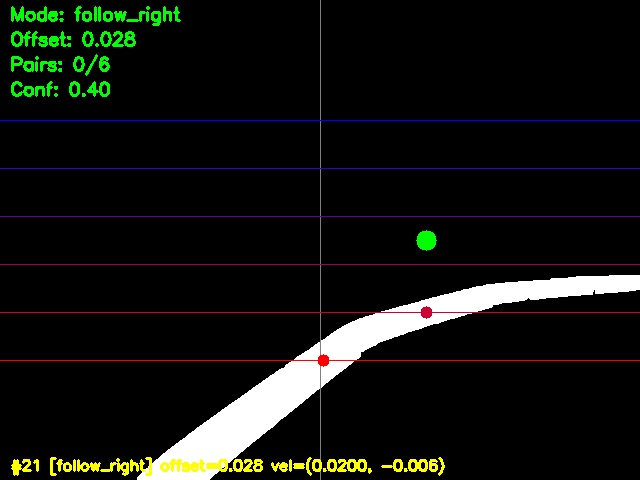 Mode: follow_right
Offset: 0.028
Pairs: 0/6
Conf: 0.40
#21 [follow_right] offset=0.028 vel=(0.0200, -0.006)